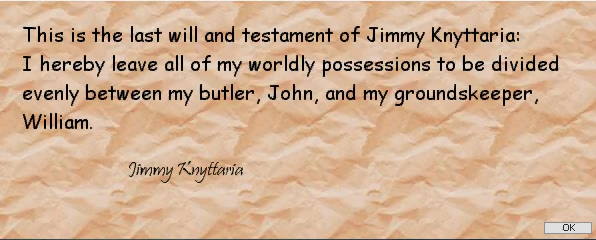 This is the last will and testament of Jimmy Knyttaria:
I hereby leave all of my worldly possessions to be divided
evenly between my butler, John, and my groundskeeper,
William.
Jimmy Knyttaria
OK